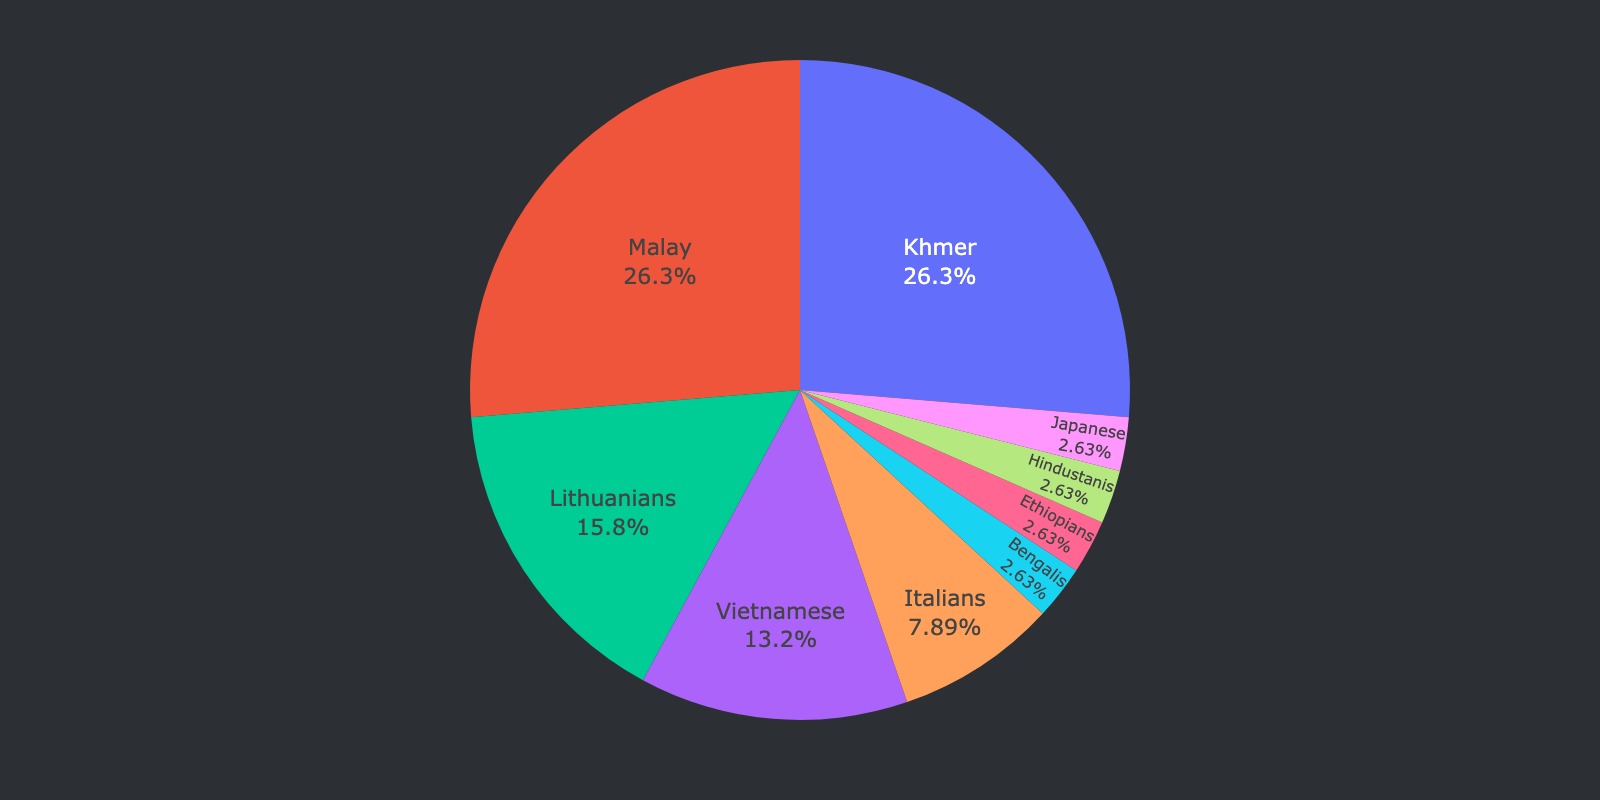 Malay
26.3%
Khmer
26.3%
Japanese
2.63%
Hindustanis
2.63%
Ethiopians
2.63%
Bengalis
2.63%
Lithuanians
15.8%
Vietnamese
13.2%
Italians
7.89%